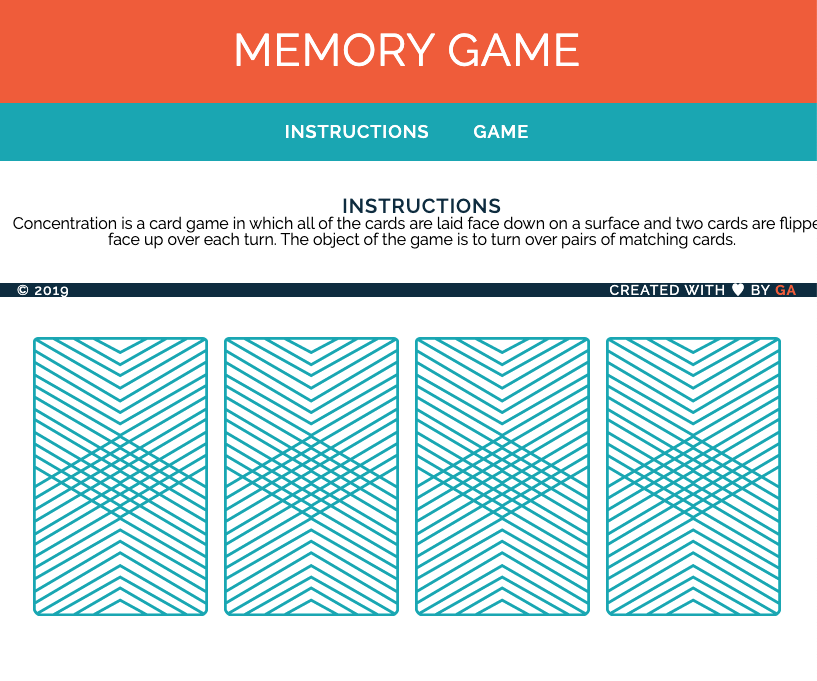 MEMORY GAME
INSTRUCTIONS GAME
INSTRUCTIONS
Concentration is a card game in which all of the cards are laid face down on a surface and two cards are flippe
face up over each turn. The object of the game is to turn over pairs of matching cards.
© 2019 CREATED WITH ♥ BY GA